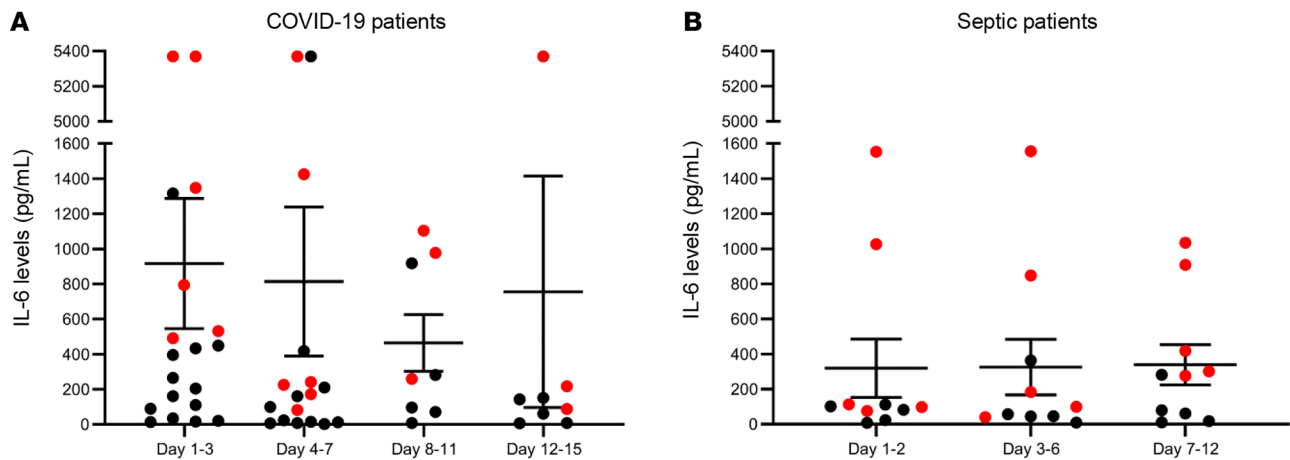 A
COVID-19 patients
IL-6 levels (pg/mL)
5400
5200
5000
1600
1400
1200
1000
800
600
400
200
0
Day 1-3
Day 4-7
Day 8-11
Day 12-15
B
Septic patients
IL-6 levels (pg/mL)
5400
5200
5000
1600
1400
1200
1000
800
600
400
200
0
Day 1-2
Day 3-6
Day 7-12